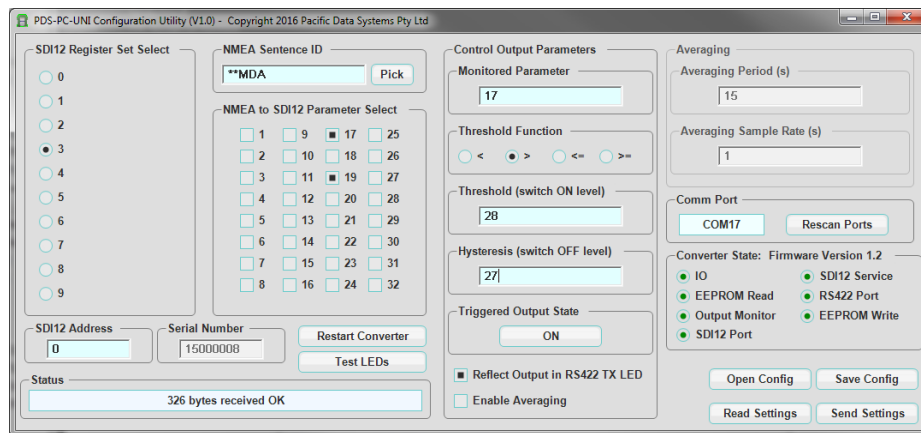 PDS-PC-UNI Configuration Utility (V1.0) - Copyright 2016 Pacific Data Systems Pty Ltd
SDI12 Register Set Select
0
1
2
3
4
5
6
7
8
9
SDI12 Address
0
Serial Number
15000008
Restart Converter
Test LEDs
Status
326 bytes received OK
NMEA Sentence ID
**MDA
Pick
NMEA to SDI12 Parameter Select
1 9 17 25
2 10 18 26
3 11 19 27
4 12 20 28
5 13 21 29
6 14 22 30
7 15 23 31
8 16 24 32
Control Output Parameters
Monitored Parameter
17
Threshold Function
< > <= >=
Threshold (switch ON level)
28
Hysteresis (switch OFF level)
27
Triggered Output State
ON
Reflect Output in RS422 TX LED
Enable Averaging
Averaging
Averaging Period (s)
15
Averaging Sample Rate (s)
1
Comm Port
COM17
Rescan Ports
Converter State: Firmware Version 1.2
IO SDI12 Service
EEPROM Read RS422 Port
Output Monitor EEPROM Write
SDI12 Port
Open Config
Save Config
Read Settings
Send Settings